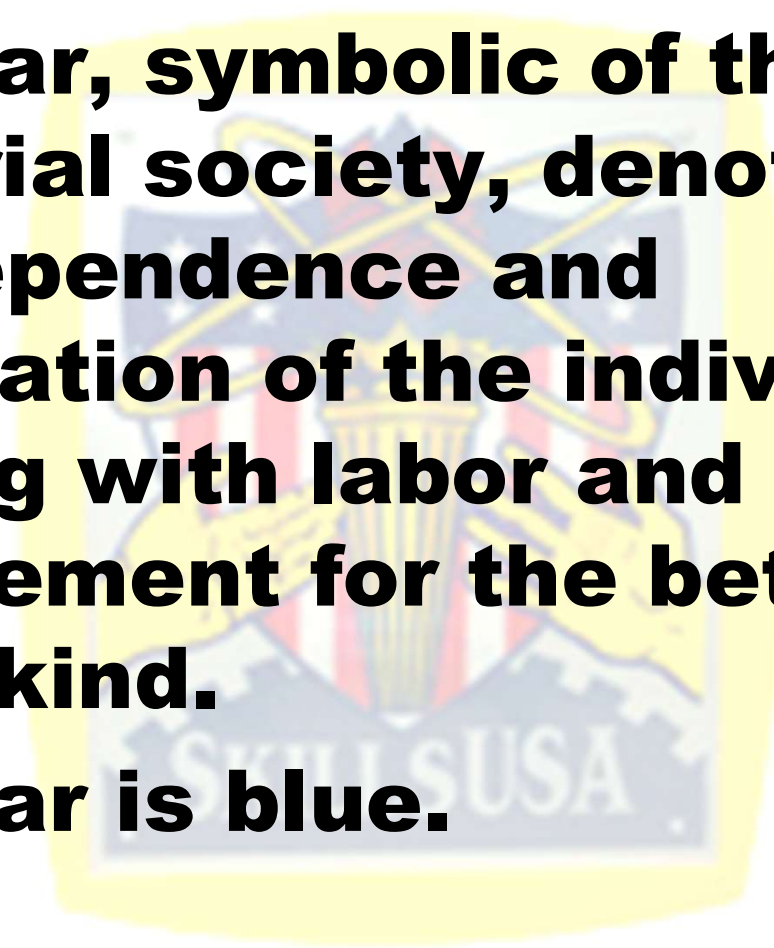 ar, symbolic of th
rial society, denot
ependence and
ation of the indiv
g with labor and
ement for the bet
kind.
ar is blue.
SKILLSUSA